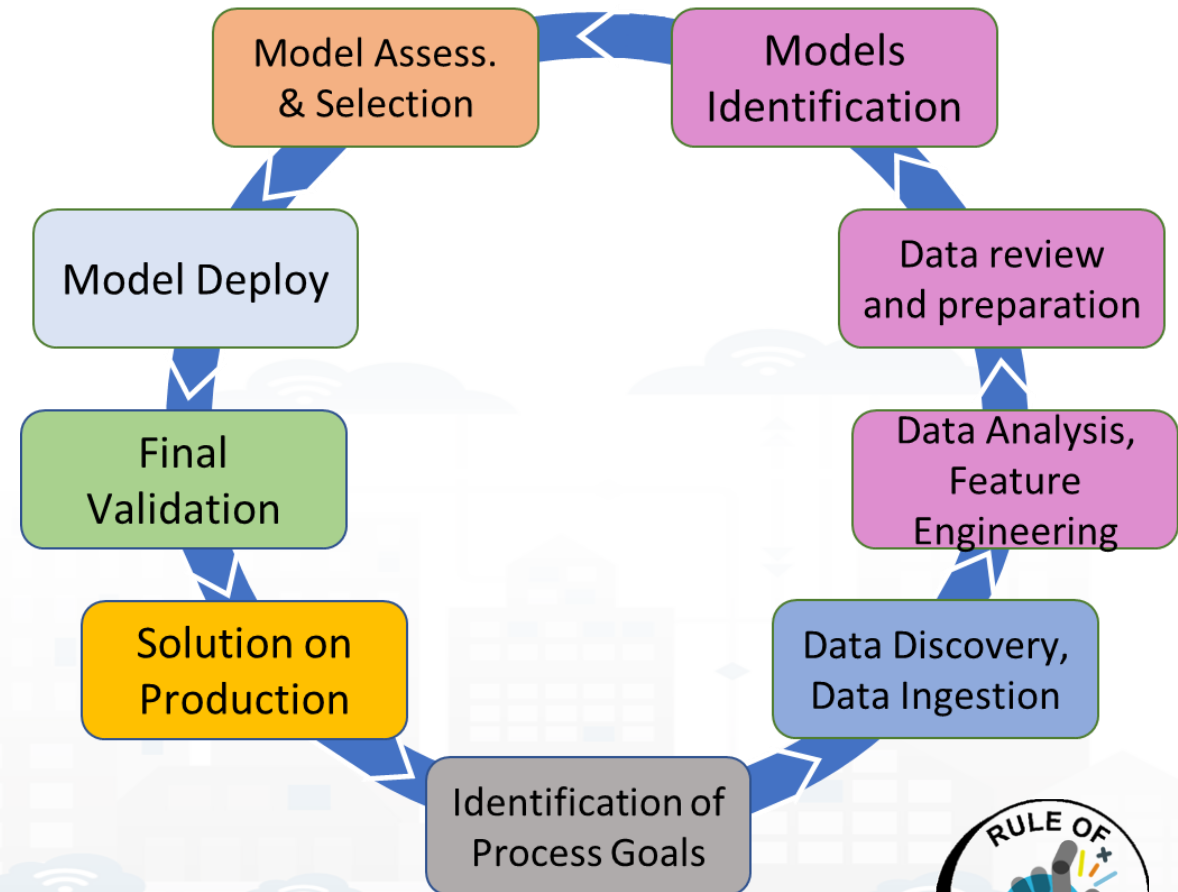 Model Assess.
& Selection
Models
Identification
Model Deploy
Data review
and preparation
Final
Validation
Data Analysis,
Feature
Engineering
Solution on
Production
Data Discovery,
Data Ingestion
Identification of
Process Goals
RULE OF